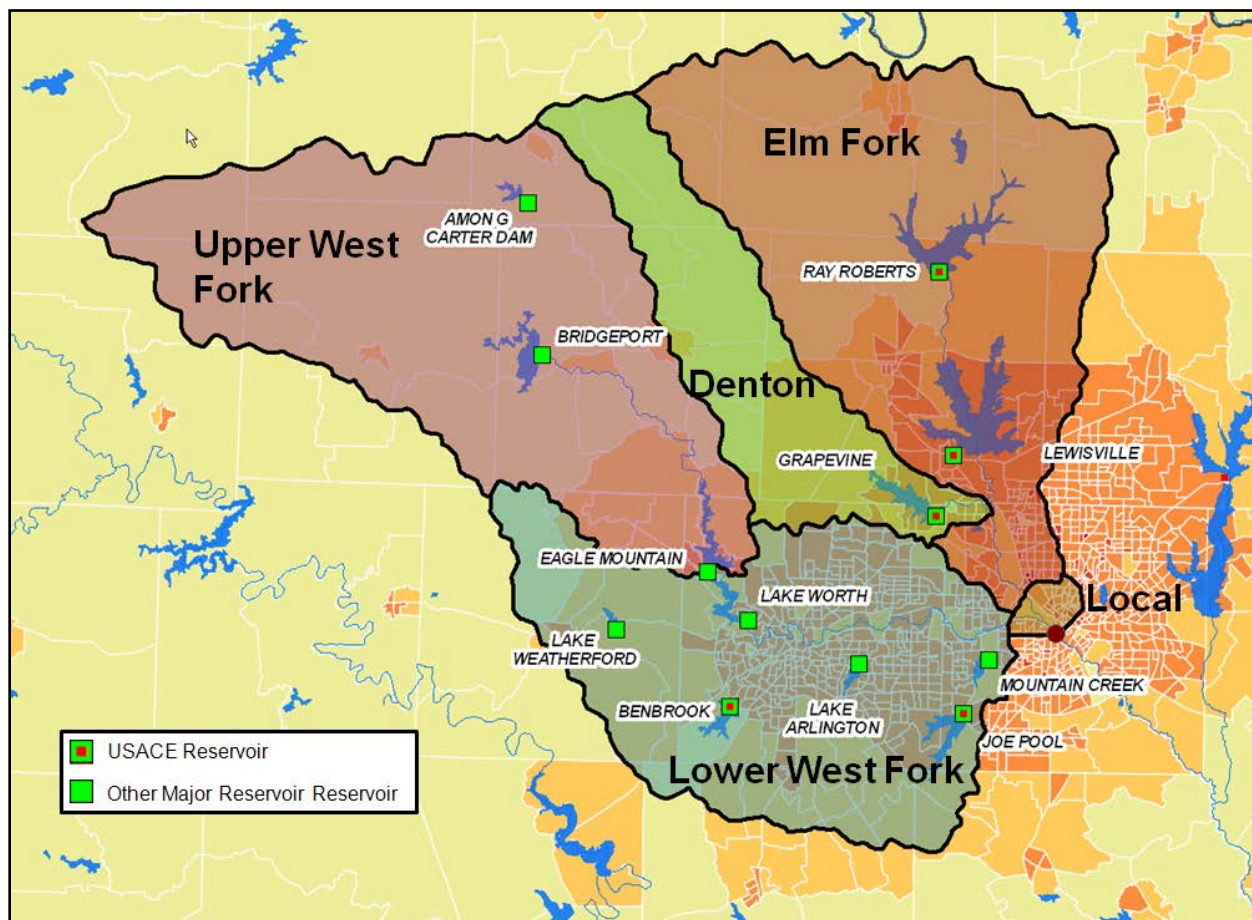 Elm Fork
AMON G
CARTER DAM
Upper West
Fork
RAY ROBERTS
BRIDGEPORT
Denton
GRAPEVINE
LEWISVILLE
EAGLE MOUNTAIN
LAKE WORTH
Local
LAKE
WEATHERFORD
MOUNTAIN CREEK
BENBROOK
LAKE
ARLINGTON
JOE POOL
Lower West Fork
USACE Reservoir
Other Major Reservoir Reservoir